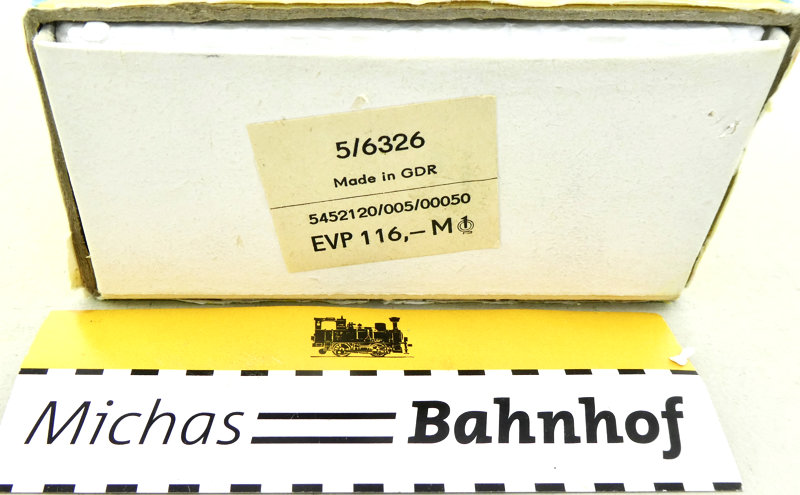 5/6326
Made in GDR
5452120/005/00050
EVP 116,– M
Michas Bahnhof